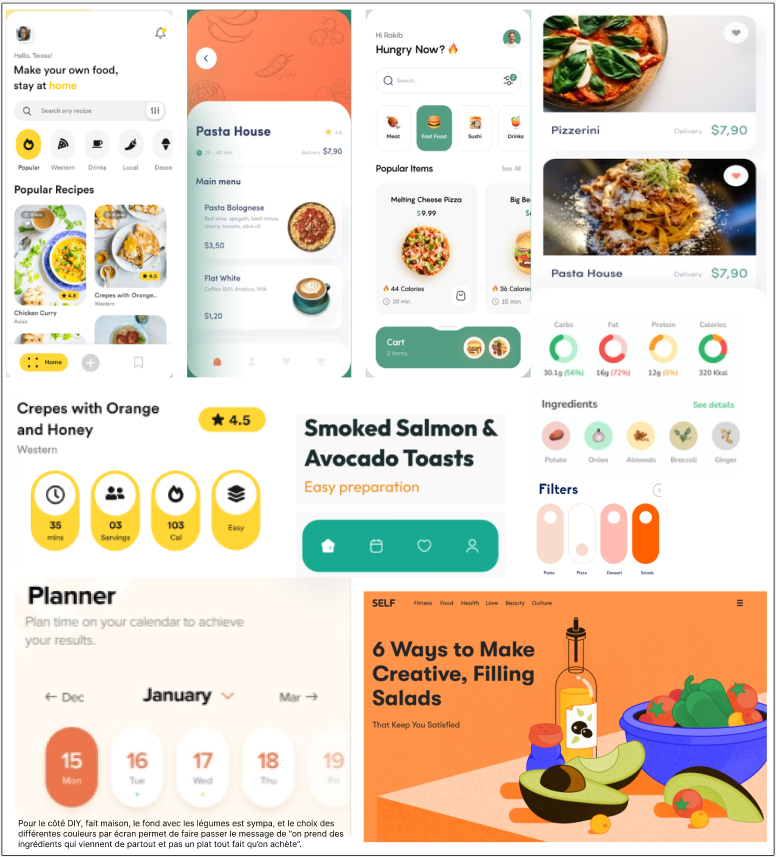 Hello, Teresa!
Make your own food,
stay at home
Search any recipe
Popular
Western
Drinks
Local
Desse
Popular Recipes
4.8
4.5
Chicken Curry
Asian
Crepes with Orange..
Western
Home
Pasta House
4.6
25 - 40 min
delivery $7,90
Main menu
Pasta Bolognese
Red wine, spagetti, beef mince,
cherry, tomato, olive oil
$3,50
Flat White
Coffee 100% Arabica, Milk
$1,20
Hi Rakib
Hungry Now? 🔥
Search..
Meat
Fast Food
Sushi
Drinks
Popular Items
See All
Melting Cheese Pizza
$ 9.99
44 Calories
20 min
Big Be
36 Calories
15 min
Cart
2 items
Pizzerini
Delivery
$7,90
Pasta House
Delivery
$7,90
Carbs
Fat
Protein
Calories
30.1g (56%)
16g (72%)
12g (8%)
320 Kkal
Ingredients
See details
Potato
Onion
Almonds
Broccoli
Ginger
Crepes with Orange
and Honey
4.5
Western
35
mins
03
Servings
103
Cal
Easy
Smoked Salmon &
Avocado Toasts
Easy preparation
Filters
Pasta
Pizza
Dessert
Salads
Planner
Plan time on your calendar to achieve
your results.
← Dec
January
Mar →
15
Mon
16
Tue
17
Wed
18
Thu
19
Fri
Pour le côté DIY, fait maison, le fond avec les légumes est sympa, et le choix des
différentes couleurs par écran permet de faire passer le message de "on prend des
ingrédients qui viennent de partout et pas un plat tout fait qu'on achète".
SELF
Fitness
Food
Health
Love
Beauty
Culture
6 Ways to Make
Creative, Filling
Salads
That Keep You Satisfied